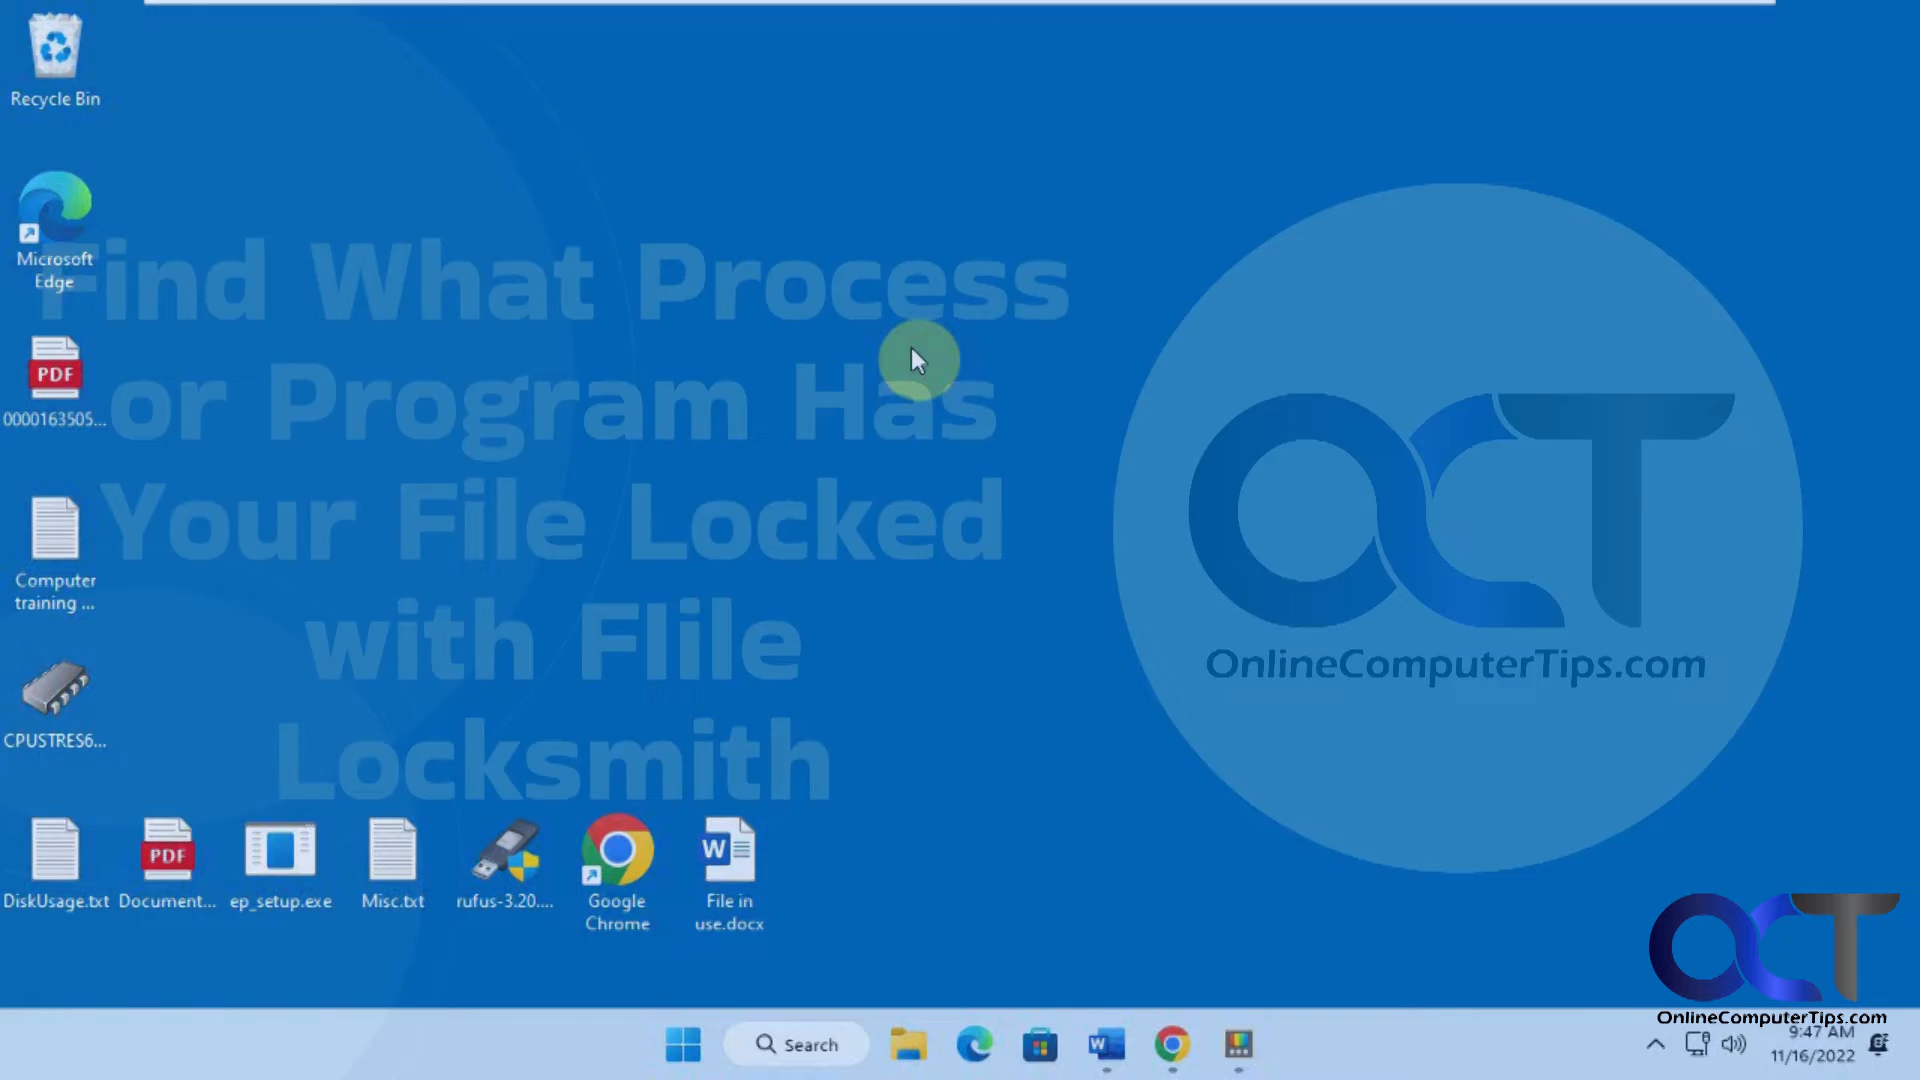 Recycle Bin
Microsoft
Edge
PDF
0000163505...
Computer
training ...
CPUSTRES6...
Find What Process
or Program Has
Your File Locked
with Flile
Locksmith
OCT
OnlineComputerTips.com
DiskUsage.txt
PDF
Document...
ep_setup.exe
Misc.txt
rufus-3.20....
Google
Chrome
W
File in
use.docx
OCT
OnlineComputerTips.com
Search
W
9:47 AM
11/16/2022